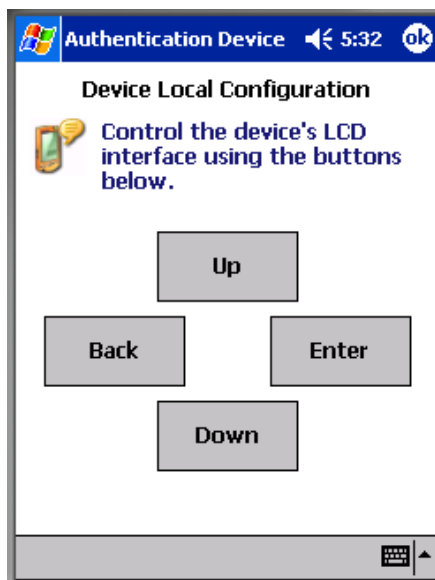 Authentication Device 5:32 ok
Device Local Configuration
Control the device's LCD
interface using the buttons
below.
Up
Back Enter
Down